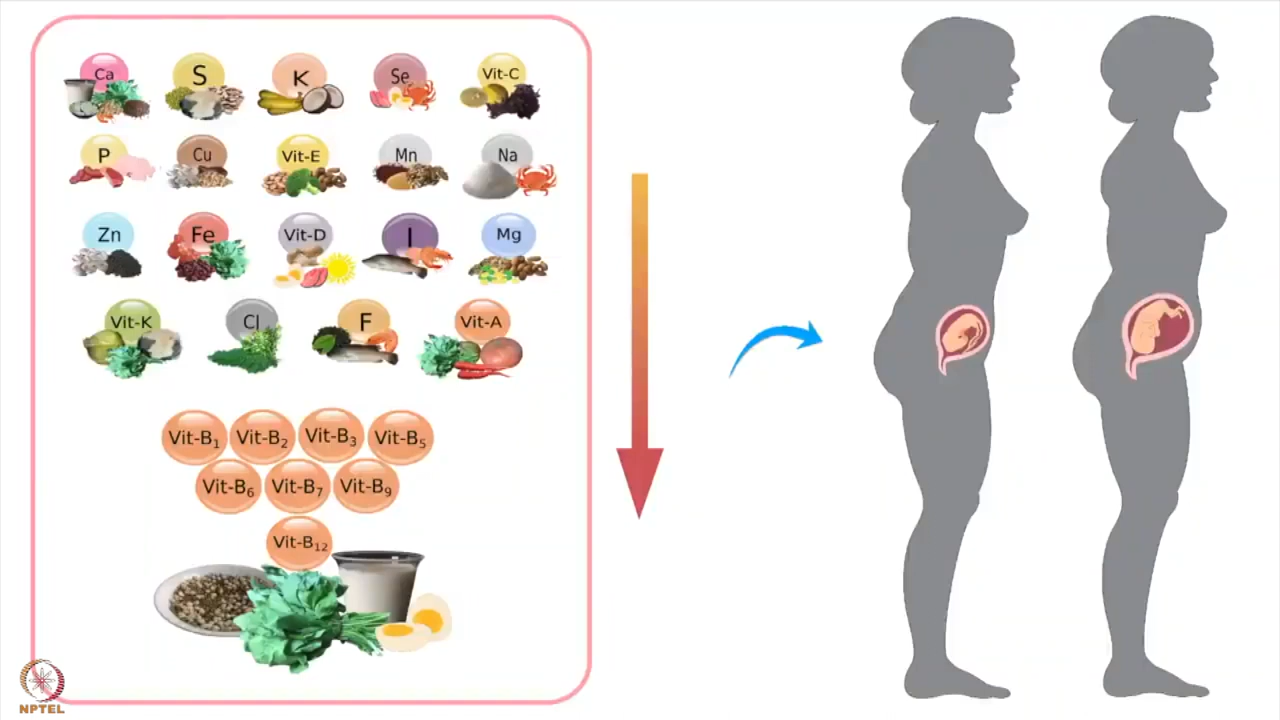 Ca S K Se Vit-C
P Cu Vit-E Mn Na
Zn Fe Vit-D I Mg
Vit-K Cl F Vit-A
Vit-B₁ Vit-B₂ Vit-B₃ Vit-B₅
Vit-B₆ Vit-B₇ Vit-B₉
Vit-B₁₂
NPTEL